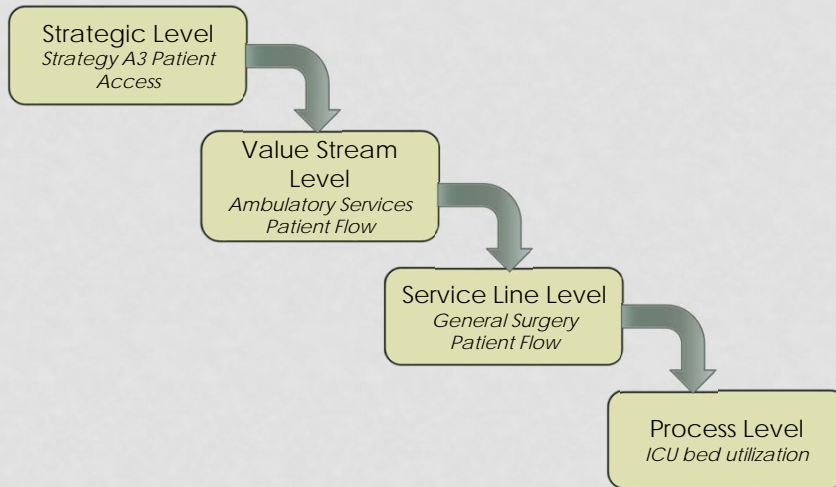 Strategic Level
Strategy A3 Patient
Access
Value Stream
Level
Ambulatory Services
Patient Flow
Service Line Level
General Surgery
Patient Flow
Process Level
ICU bed utilization